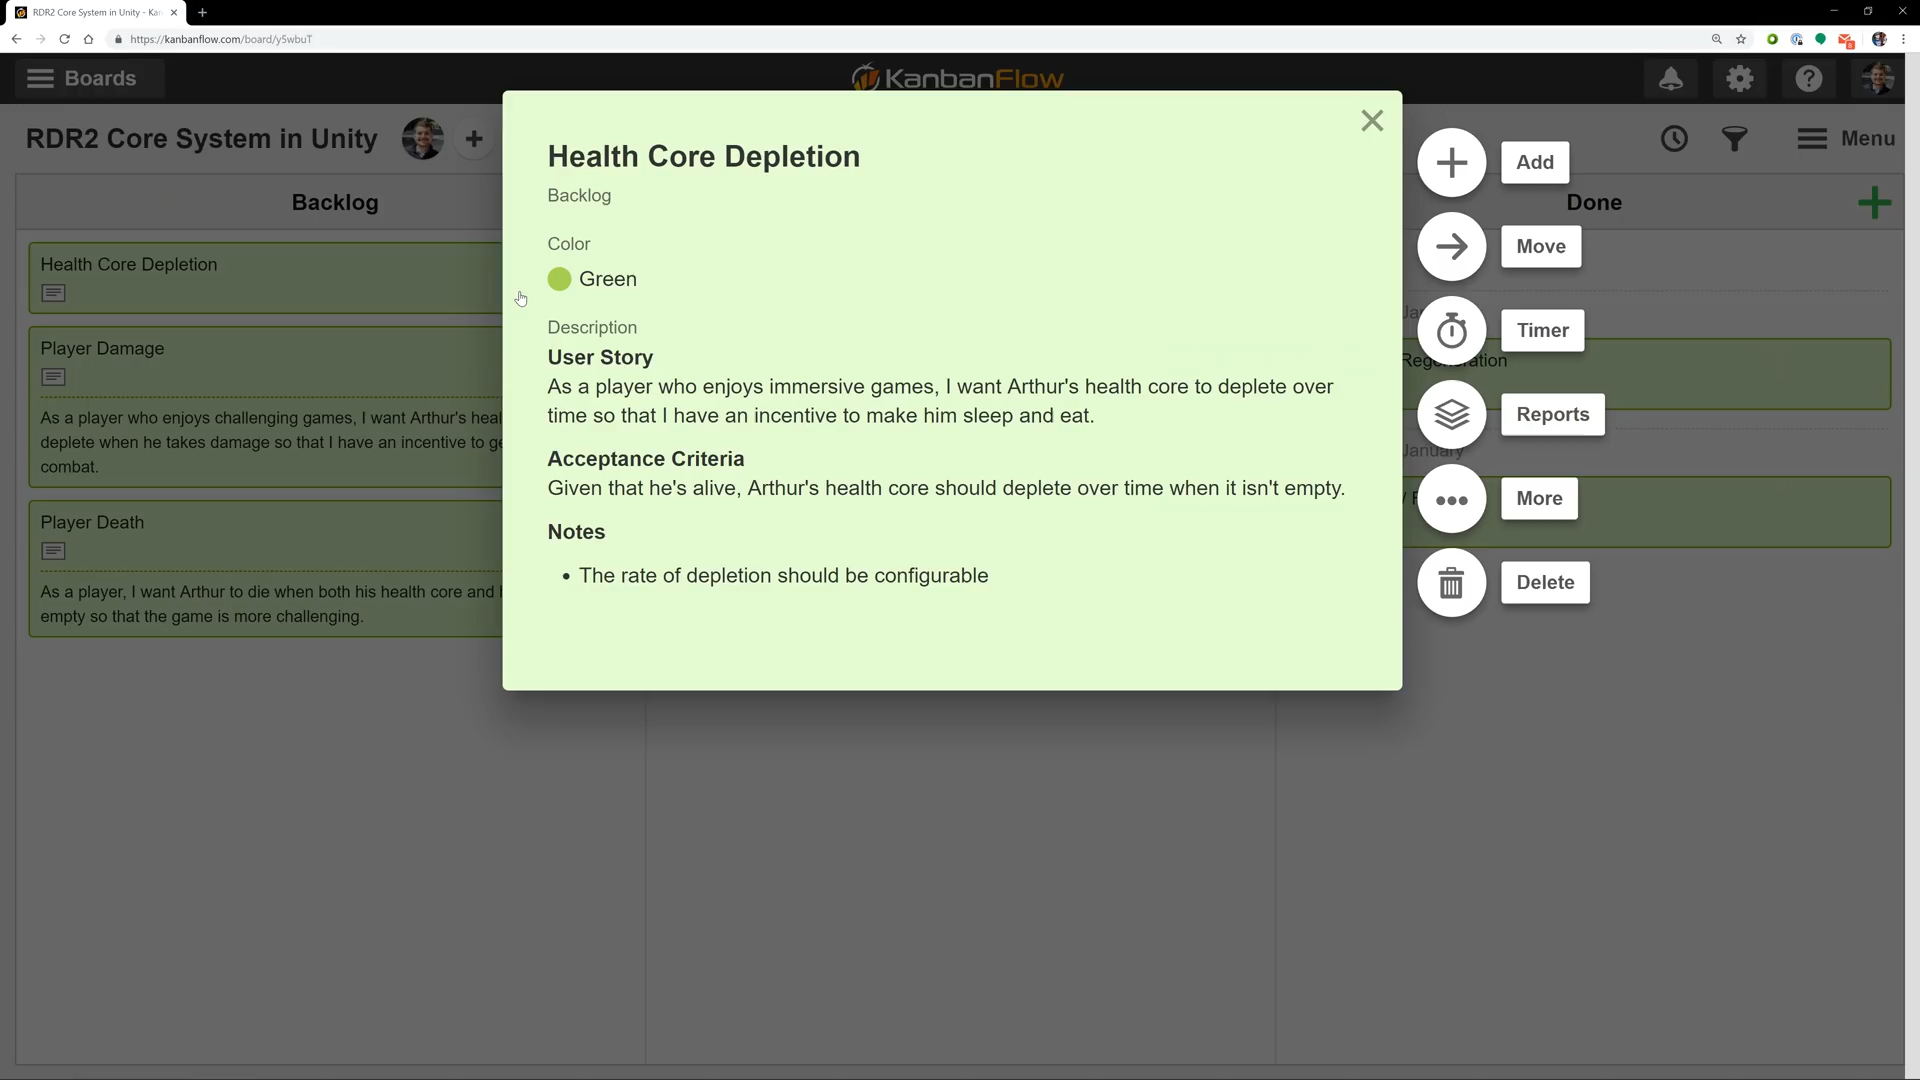 RDR2 Core System in Unity - Kan
https://kanbanflow.com/board/y5wbuT
8
Boards
KanbanFlow
RDR2 Core System in Unity
Menu
Backlog
Done
Health Core Depletion
Player Damage
As a player who enjoys challenging games, I want Arthur's heal
deplete when he takes damage so that I have an incentive to ge
combat.
Player Death
As a player, I want Arthur to die when both his health core and
empty so that the game is more challenging.
Health Core Depletion
Backlog
Color
Green
Description
User Story
As a player who enjoys immersive games, I want Arthur's health core to deplete over
time so that I have an incentive to make him sleep and eat.
Acceptance Criteria
Given that he's alive, Arthur's health core should deplete over time when it isn't empty.
Notes
• The rate of depletion should be configurable
Add
Move
Timer
Reports
More
Delete
January